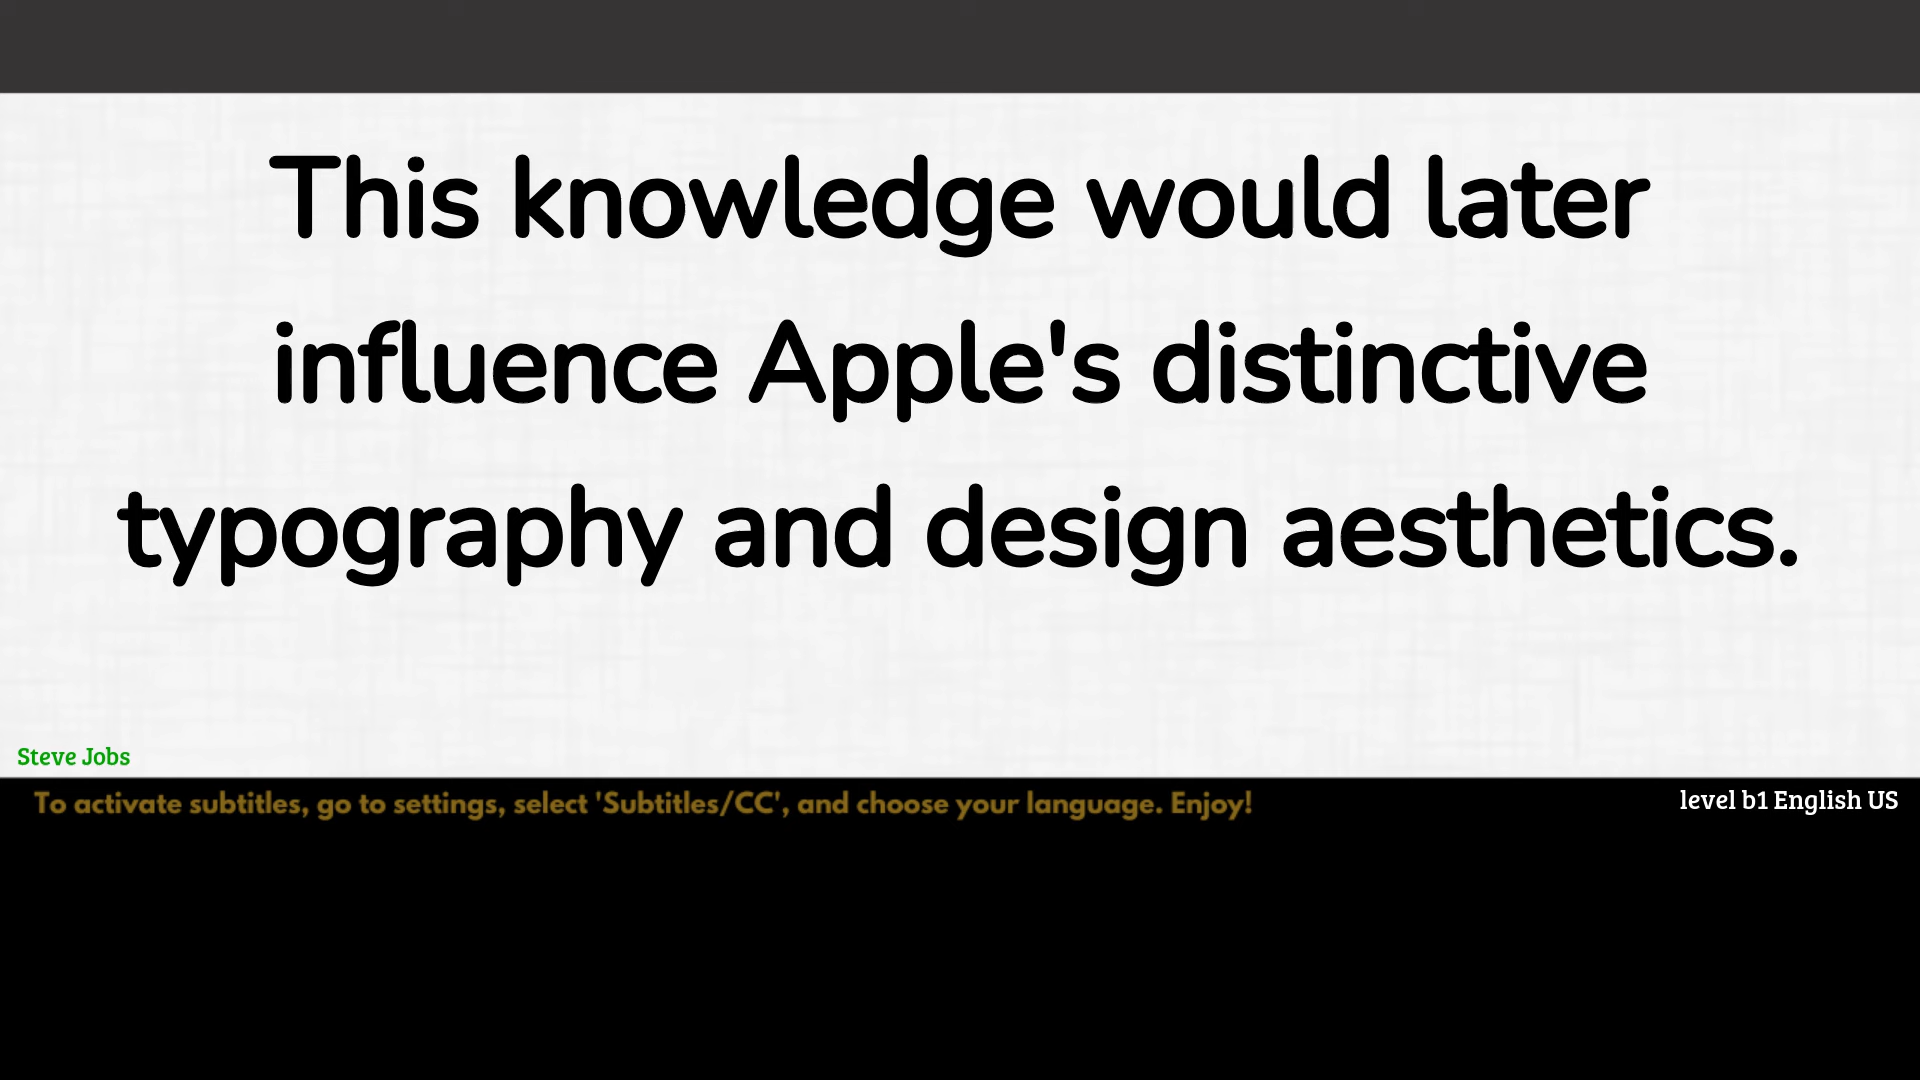 This knowledge would later
influence Apple's distinctive
typography and design aesthetics.
Steve Jobs
To activate subtitles, go to settings, select 'Subtitles/CC', and choose your language. Enjoy!
level b1 English US